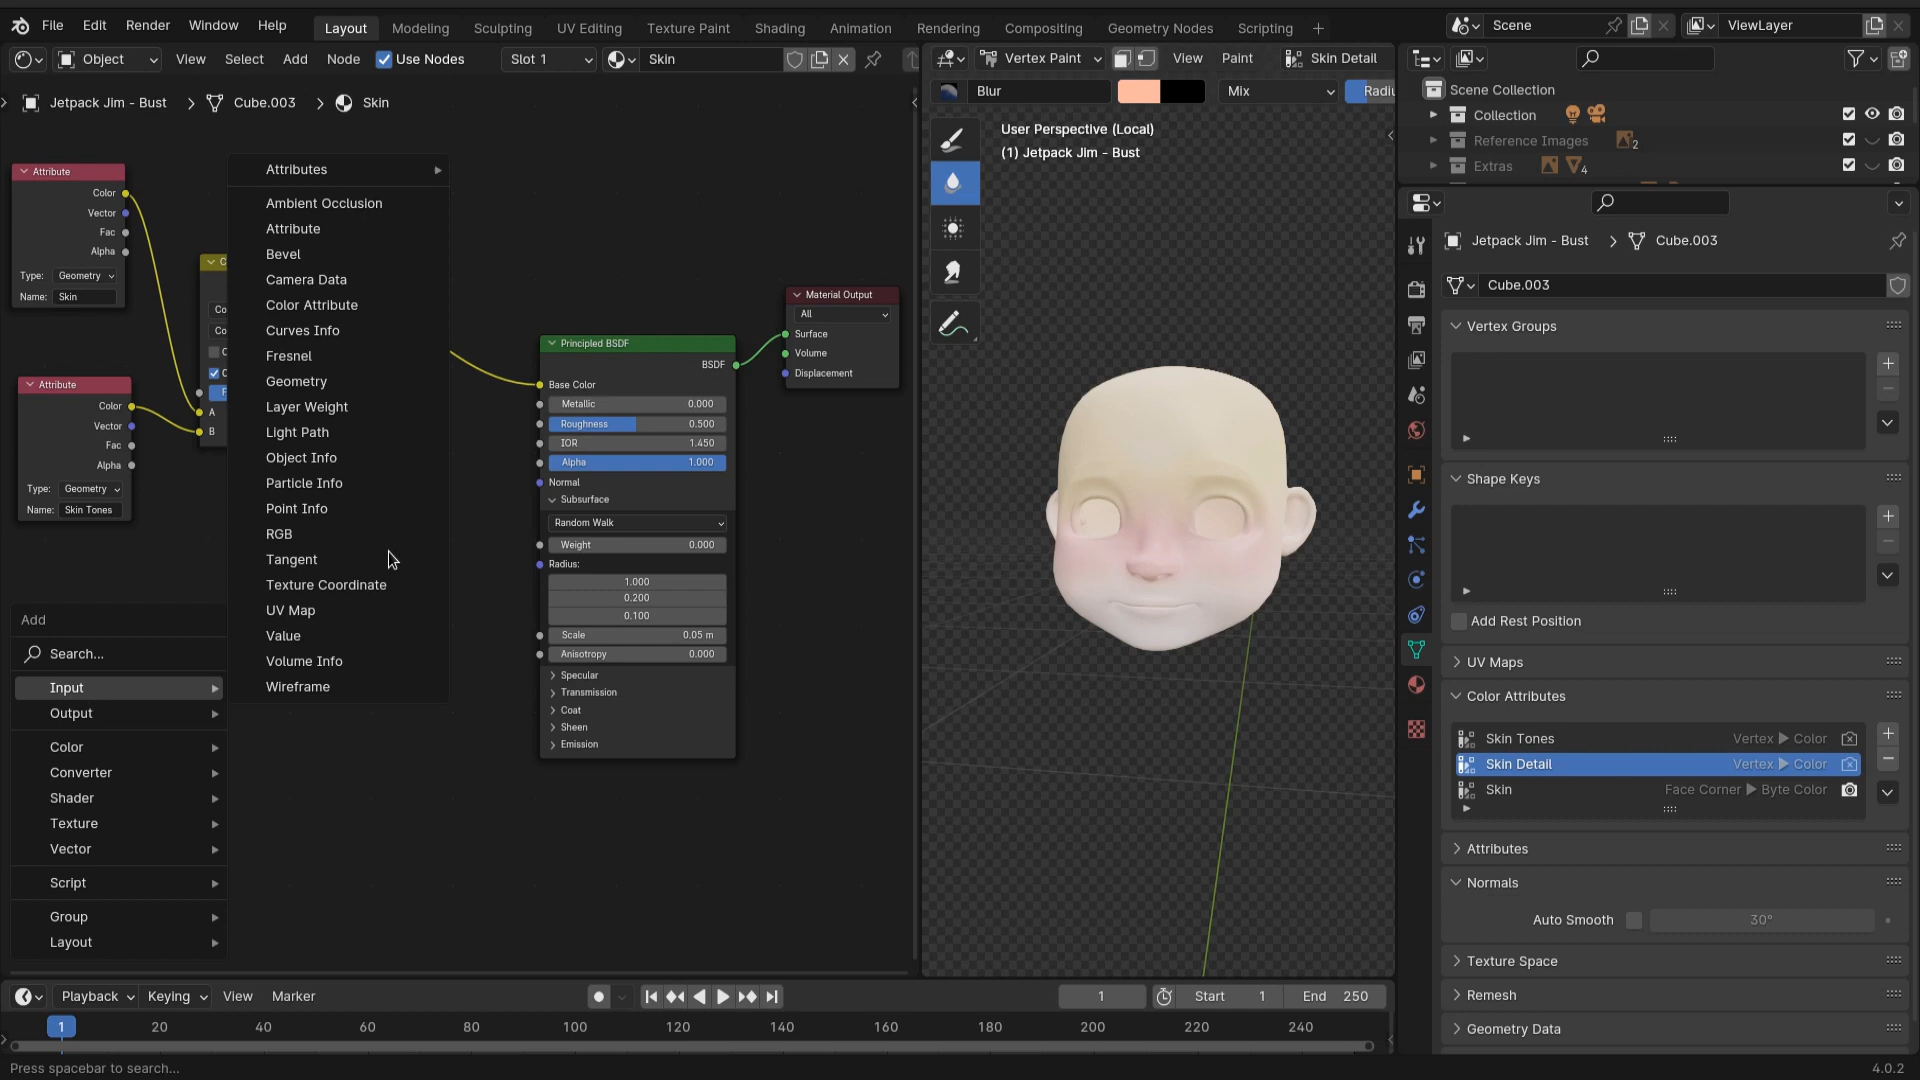 File Edit Render Window Help Layout Modeling Sculpting UV Editing Texture Paint Shading Animation Rendering Compositing Geometry Nodes Scripting + Scene ViewLayer
Object View Select Add Node Use Nodes Slot 1 Skin
Jetpack Jim - Bust > Cube.003 > Skin
Attribute
Color
Vector
Fac
Alpha
Type: Geometry
Name: Skin
Attribute
Color
Vector
Fac
Alpha
Type: Geometry
Name: Skin Tones
C
Co
Co
C
C
F
A
B
Add
Search...
Input
Output
Color
Converter
Shader
Texture
Vector
Script
Group
Layout
Attributes
Ambient Occlusion
Attribute
Bevel
Camera Data
Color Attribute
Curves Info
Fresnel
Geometry
Layer Weight
Light Path
Object Info
Particle Info
Point Info
RGB
Tangent
Texture Coordinate
UV Map
Value
Volume Info
Wireframe
Principled BSDF
BSDF
Base Color
Metallic 0.000
Roughness 0.500
IOR 1.450
Alpha 1.000
Normal
Subsurface
Random Walk
Weight 0.000
Radius:
1.000
0.200
0.100
Scale 0.05 m
Anisotropy 0.000
Specular
Transmission
Coat
Sheen
Emission
Material Output
All
Surface
Volume
Displacement
Vertex Paint View Paint Skin Detail
Blur Mix Radiu
User Perspective (Local)
(1) Jetpack Jim - Bust
Scene Collection
Collection
Reference Images 2
Extras 4
Jetpack Jim - Bust > Cube.003
Cube.003
Vertex Groups
Shape Keys
Add Rest Position
UV Maps
Color Attributes
Skin Tones Vertex ▶ Color
Skin Detail Vertex ▶ Color
Skin Face Corner ▶ Byte Color
Attributes
Normals
Auto Smooth 30°
Texture Space
Remesh
Geometry Data
Playback Keying View Marker 1 Start 1 End 250
1 20 40 60 80 100 120 140 160 180 200 220 240
Press spacebar to search... 4.0.2